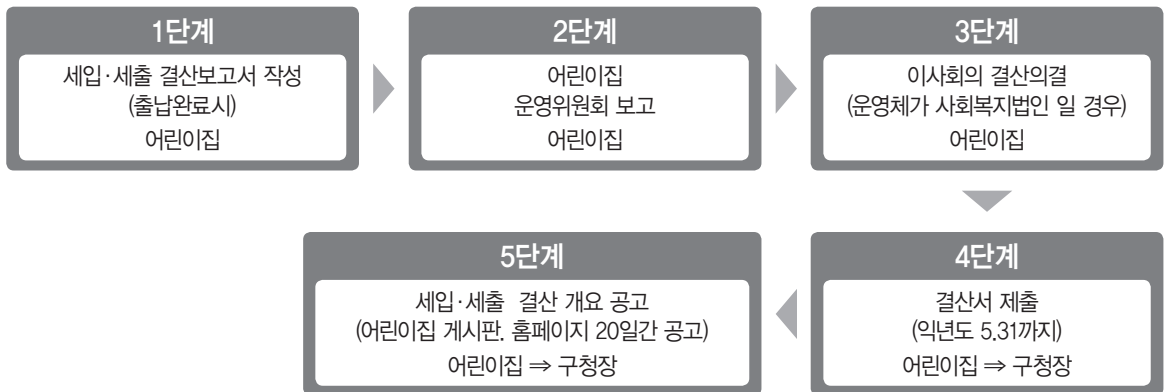 1단계
세입·세출 결산보고서 작성
(출납완료시)
어린이집
2단계
어린이집
운영위원회 보고
어린이집
3단계
이사회의 결산의결
(운영체가 사회복지법인 일 경우)
어린이집
4단계
결산서 제출
(익년도 5.31까지)
어린이집 ⇒ 구청장
5단계
세입·세출 결산 개요 공고
(어린이집 게시판, 홈페이지 20일간 공고)
어린이집 ⇒ 구청장